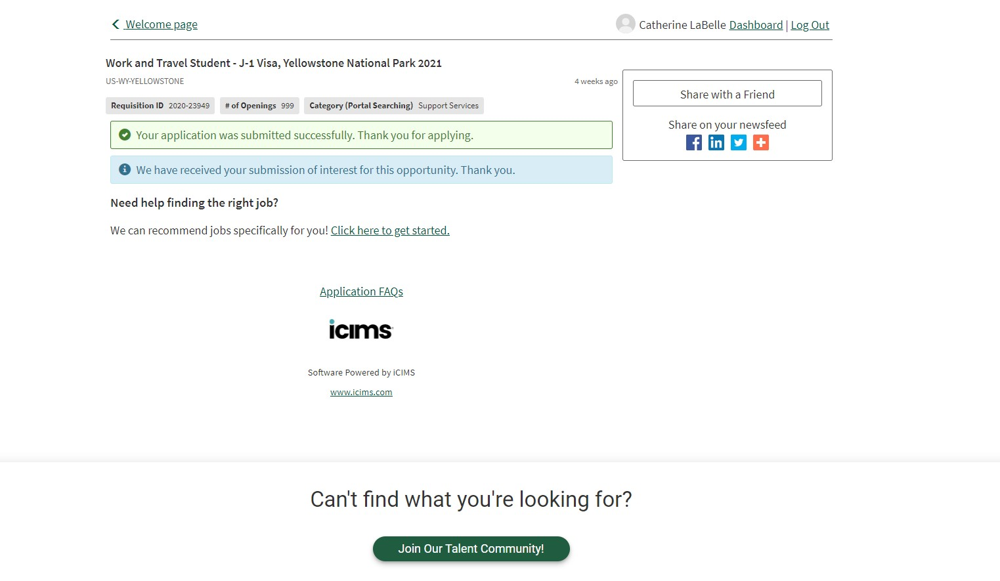 Welcome page
Catherine LaBelle Dashboard | Log Out
Work and Travel Student - J-1 Visa, Yellowstone National Park 2021
US-WY-YELLOWSTONE
4 weeks ago
Requisition ID 2020-23949 # of Openings 999 Category (Portal Searching) Support Services
Share with a Friend
Share on your newsfeed
Your application was submitted successfully. Thank you for applying.
We have received your submission of interest for this opportunity. Thank you.
Need help finding the right job?
We can recommend jobs specifically for you! Click here to get started.
Application FAQs
icims
Software Powered by iCIMS
www.icims.com
Can't find what you're looking for?
Join Our Talent Community!